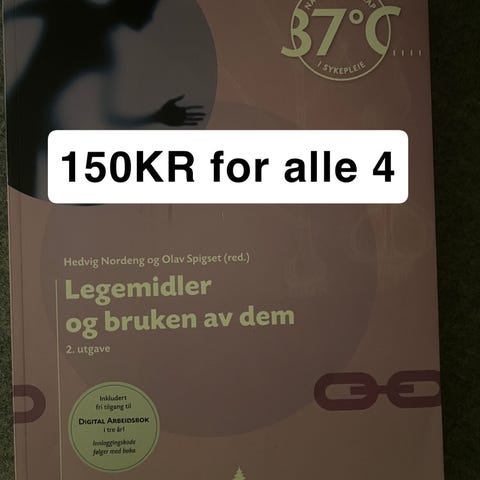 37°C
I SYKEPLEIE
150KR for alle 4
Hedvig Nordeng og Olav Spigset (red.)
Legemidler
og bruken av dem
2. utgave
Inkludert
fri tilgang til
DIGITAL ARBEIDSBOK
i tre år!
Innloggingskode
følger med boka